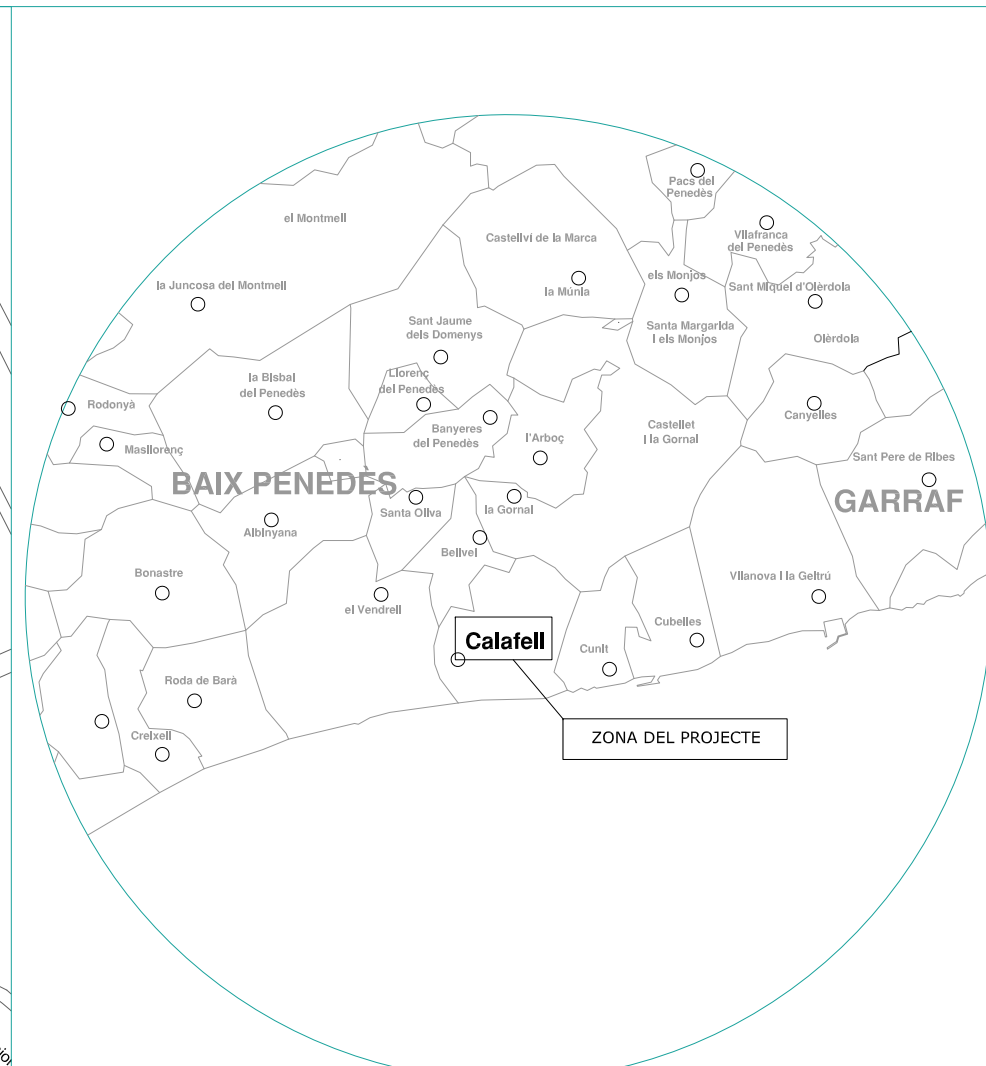 Pacs del
Penedès
el Montmell
Castellví de la Marca
Vilafranca
del Penedès
els Monjos
la Juncosa del Montmell
la Múnia
Sant Miquel d'Olèrdola
Sant Jaume
dels Domenys
Santa Margarida
i els Monjos
Olèrdola
la Bisbal
del Penedès
Llorenç
del Penedès
Rodonyà
Canyelles
Banyeres
del Penedès
Castellet
i la Gornal
l'Arboç
Masllorenç
Sant Pere de Ribes
BAIX PENEDES
GARRAF
Santa Oliva
la Gornal
Albinyana
Bellvei
Bonastre
Vilanova i la Geltrú
el Vendrell
Cubelles
Calafell
Cunit
Roda de Barà
Creixell
ZONA DEL PROJECTE